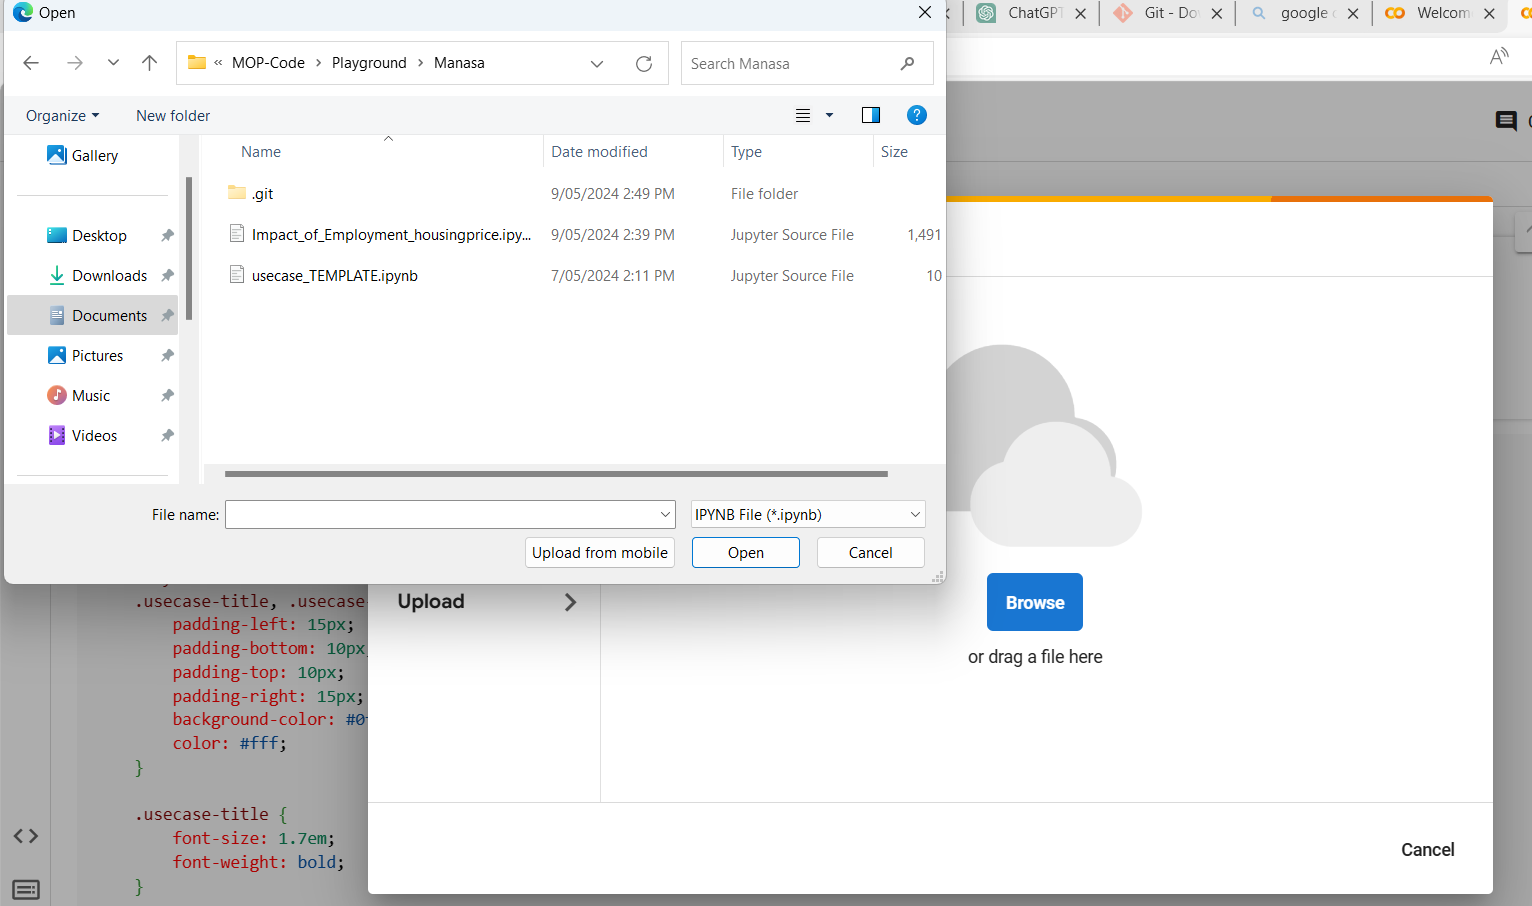 Open
ChatGPT
Git - Do
google
Welcom
MOP-Code > Playground > Manasa
Search Manasa
Organize
New folder
Name
Date modified
Type
Size
Gallery
Desktop
Downloads
Documents
Pictures
Music
Videos
.git
9/05/2024 2:49 PM
File folder
Impact_of_Employment_housingprice.ipy...
9/05/2024 2:39 PM
Jupyter Source File
1,491
usecase_TEMPLATE.ipynb
7/05/2024 2:11 PM
Jupyter Source File
10
File name:
IPYNB File (*.ipynb)
Upload from mobile
Open
Cancel
Upload
Browse
or drag a file here
Cancel
.usecase-title, .usecase-
padding-left: 15px;
padding-bottom: 10px
padding-top: 10px;
padding-right: 15px;
background-color: #0
color: #fff;
}
.usecase-title {
font-size: 1.7em;
font-weight: bold;
}